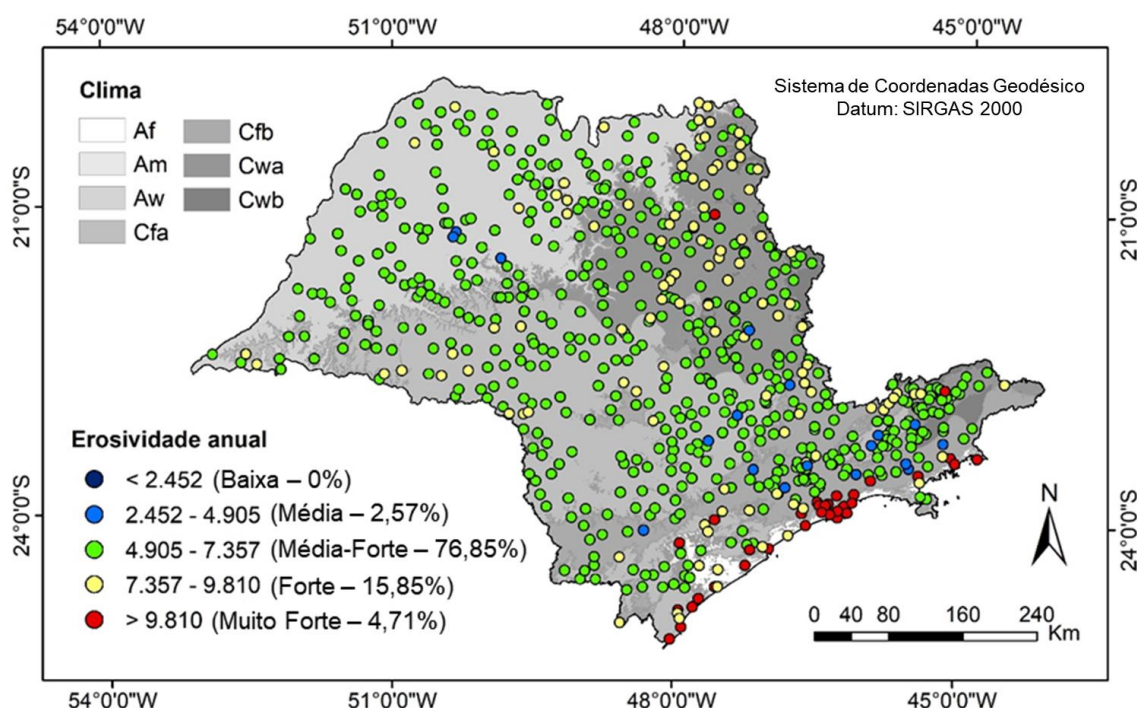 54°0'0"W 51°0'0"W 48°0'0"W 45°0'0"W
Sistema de Coordenadas Geodésico
Datum: SIRGAS 2000
Clima
Af Cfb
Am Cwa
Aw Cwb
Cfa
21°0'0"S 21°0'0"S
Erosividade anual
< 2.452 (Baixa – 0%)
2.452 - 4.905 (Média – 2,57%)
4.905 - 7.357 (Média-Forte – 76,85%)
7.357 - 9.810 (Forte – 15,85%)
> 9.810 (Muito Forte – 4,71%)
24°0'0"S 24°0'0"S
N
0 40 80 160 240
Km
54°0'0"W 51°0'0"W 48°0'0"W 45°0'0"W